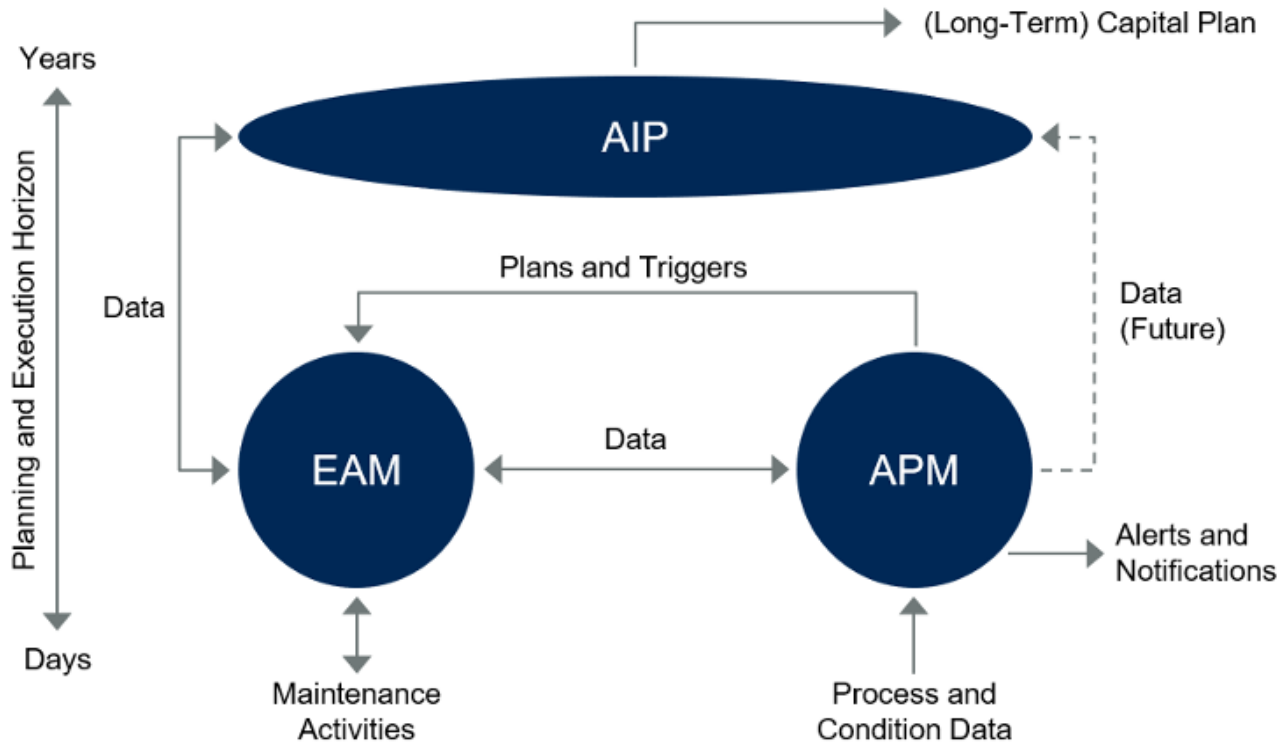 (Long-Term) Capital Plan
Years
AIP
Planning and Execution Horizon
Plans and Triggers
Data
Data
(Future)
Data
EAM
APM
Alerts and
Notifications
Days
Maintenance
Activities
Process and
Condition Data